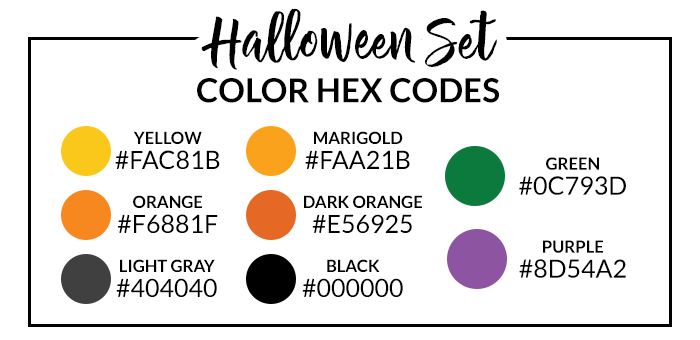 Halloween Set
COLOR HEX CODES
YELLOW
#FAC81B
MARIGOLD
#FAA21B
ORANGE
#F6881F
DARK ORANGE
#E56925
LIGHT GRAY
#404040
BLACK
#000000
GREEN
#0C793D
PURPLE
#8D54A2